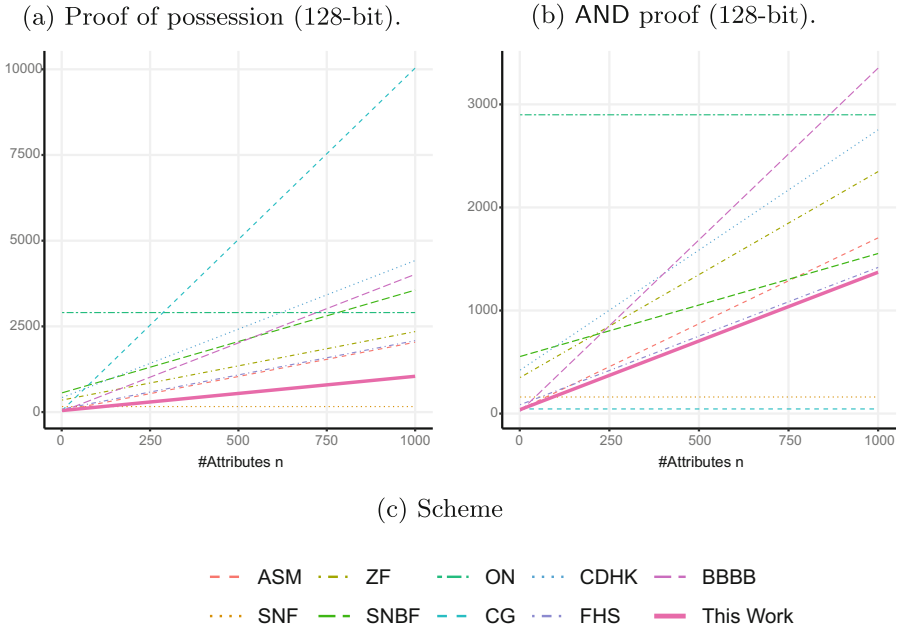 (a) Proof of possession (128-bit).
10000
7500
5000
2500
0
0 250 500 750 1000
#Attributes n
(b) AND proof (128-bit).
3000
2000
1000
0
0 250 500 750 1000
#Attributes n
(c) Scheme
ASM ZF ON CDHK BBBB
SNF SNBF CG FHS This Work